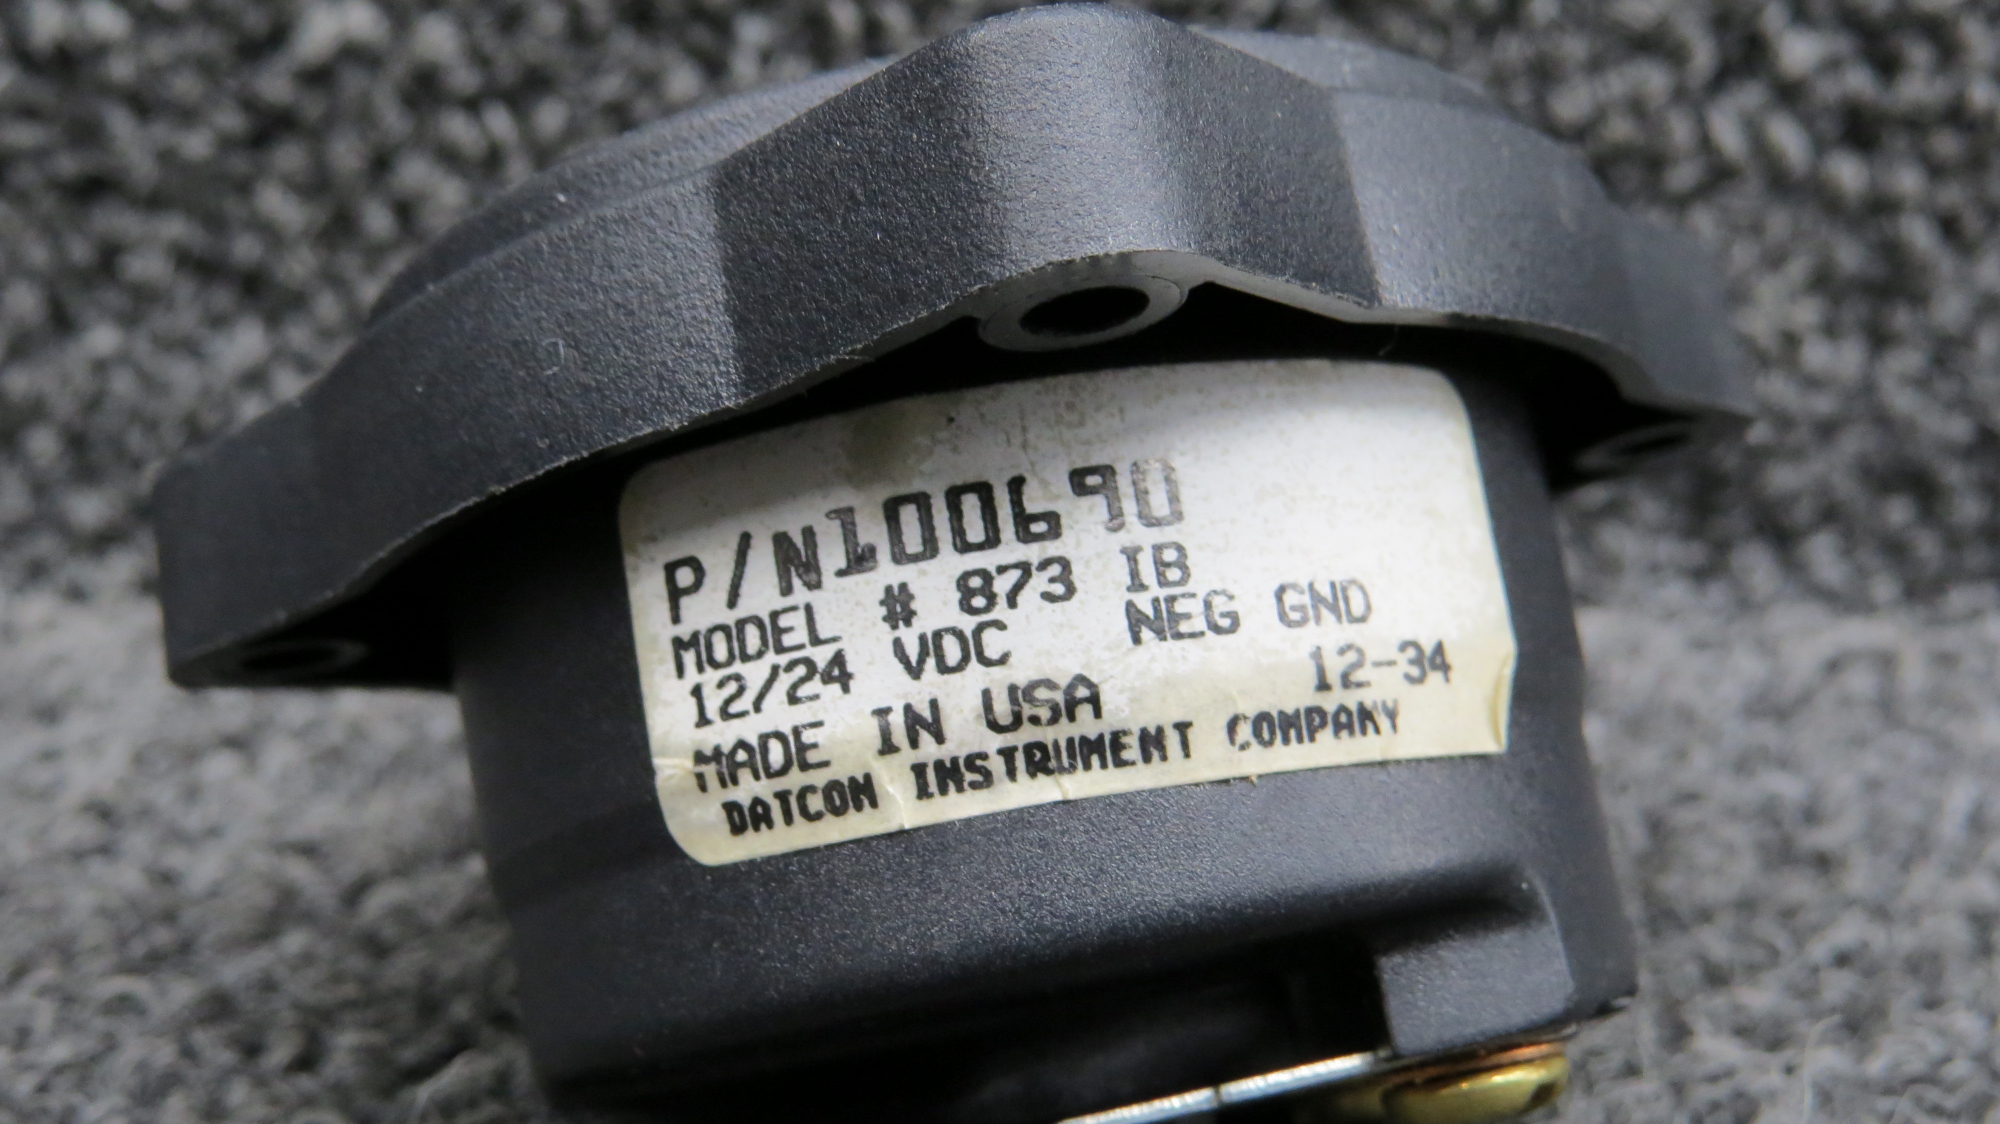 P/N100690
MODEL # 873 IB
12/24 VDC NEG GND
MADE IN USA 12-34
DATCON INSTRUMENT COMPANY